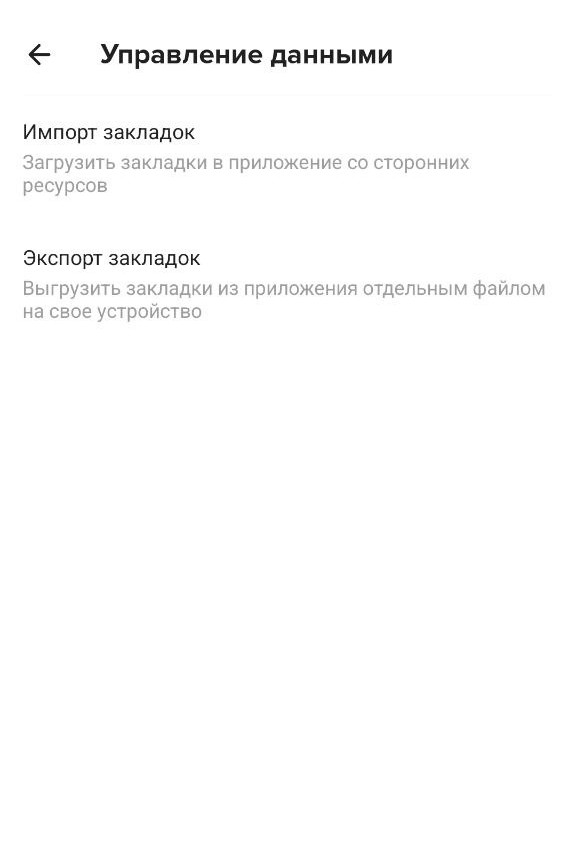 Управление данными
Импорт закладок
Загрузить закладки в приложение со сторонних
ресурсов
Экспорт закладок
Выгрузить закладки из приложения отдельным файлом
на свое устройство